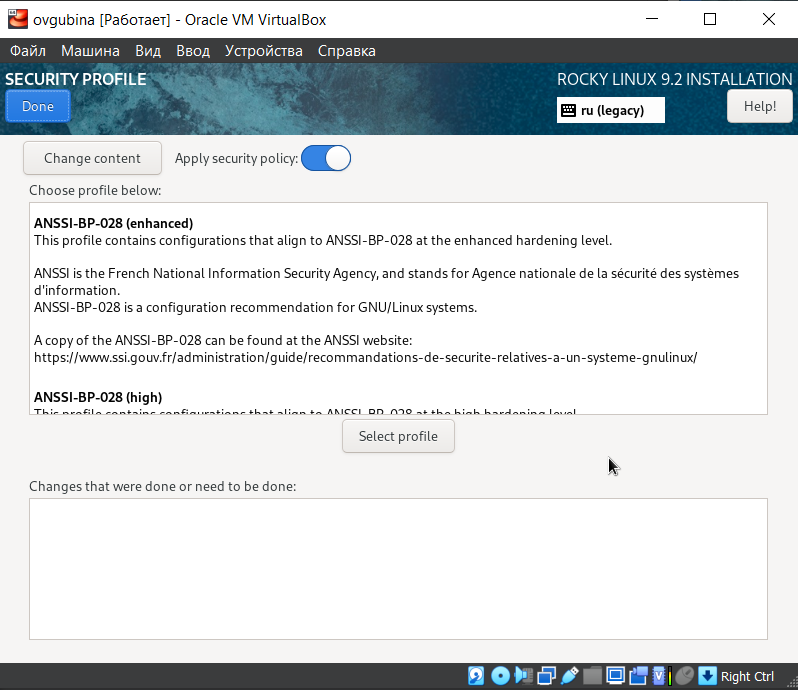 ovgubina [Работает] - Oracle VM VirtualBox
Файл Машина Вид Ввод Устройства Справка
SECURITY PROFILE
ROCKY LINUX 9.2 INSTALLATION
Done
ru (legacy)
Help!
Change content
Apply security policy:
Choose profile below:
ANSSI-BP-028 (enhanced)
This profile contains configurations that align to ANSSI-BP-028 at the enhanced hardening level.
ANSSI is the French National Information Security Agency, and stands for Agence nationale de la sécurité des systèmes
d'information.
ANSSI-BP-028 is a configuration recommendation for GNU/Linux systems.
A copy of the ANSSI-BP-028 can be found at the ANSSI website:
https://www.ssi.gouv.fr/administration/guide/recommandations-de-securite-relatives-a-un-systeme-gnulinux/
ANSSI-BP-028 (high)
This profile contains configurations that align to ANSSI-BP-028 at the high hardening level.
Select profile
Changes that were done or need to be done:
Right Ctrl